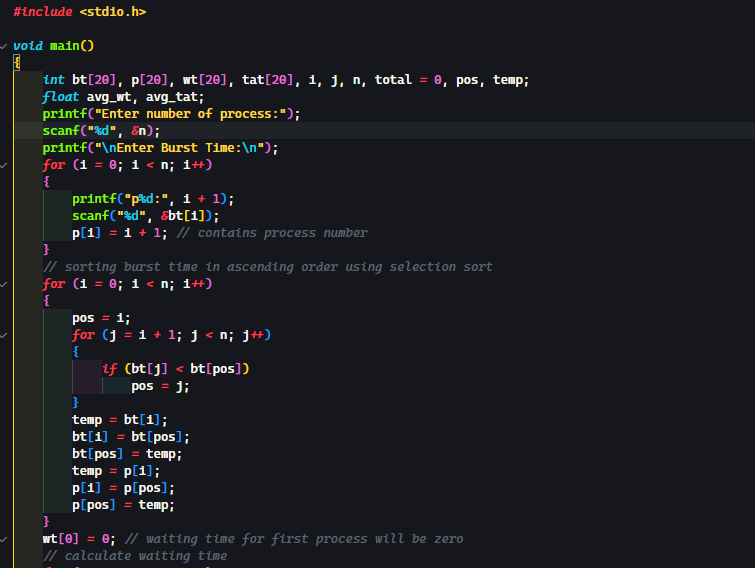 #include <stdio.h>
void main()
{
int bt[20], p[20], wt[20], tat[20], i, j, n, total = 0, pos, temp;
float avg_wt, avg_tat;
printf("Enter number of process:");
scanf("%d", &n);
printf("\nEnter Burst Time:\n");
for (i = 0; i < n; i++)
{
printf("p%d:", i + 1);
scanf("%d", &bt[i]);
p[i] = i + 1; // contains process number
}
// sorting burst time in ascending order using selection sort
for (i = 0; i < n; i++)
{
pos = i;
for (j = i + 1; j < n; j++)
{
if (bt[j] < bt[pos])
pos = j;
}
temp = bt[i];
bt[i] = bt[pos];
bt[pos] = temp;
temp = p[i];
p[i] = p[pos];
p[pos] = temp;
}
wt[0] = 0; // waiting time for first process will be zero
// calculate waiting time